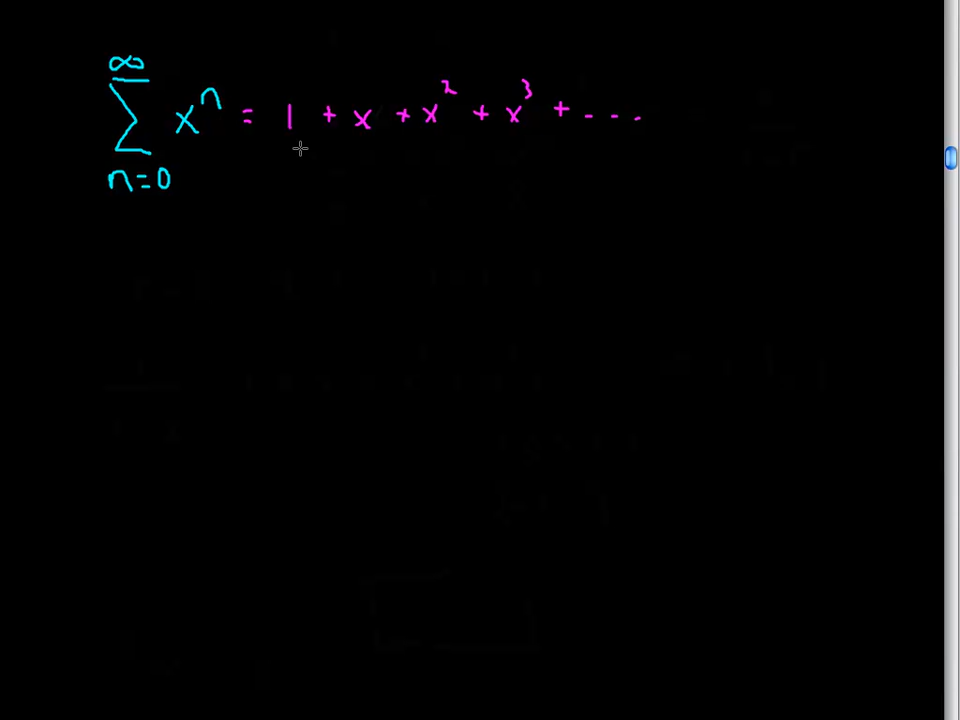 ∞
∑ xⁿ = 1 + x + x² + x³ + ...
n=0